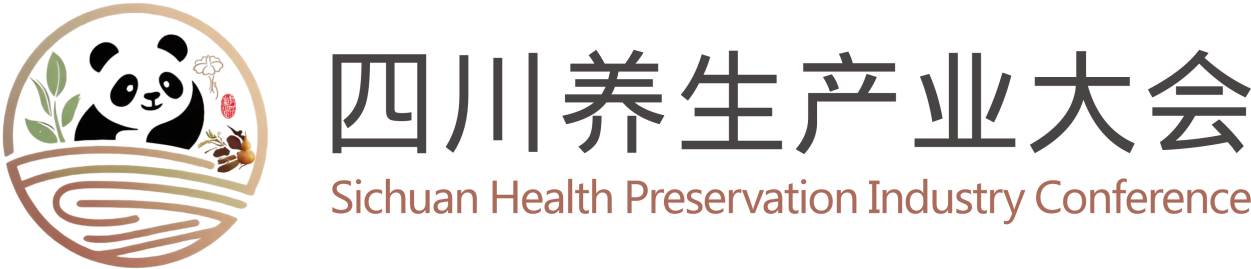 四川养生产业大会
Sichuan Health Preservation Industry Conference